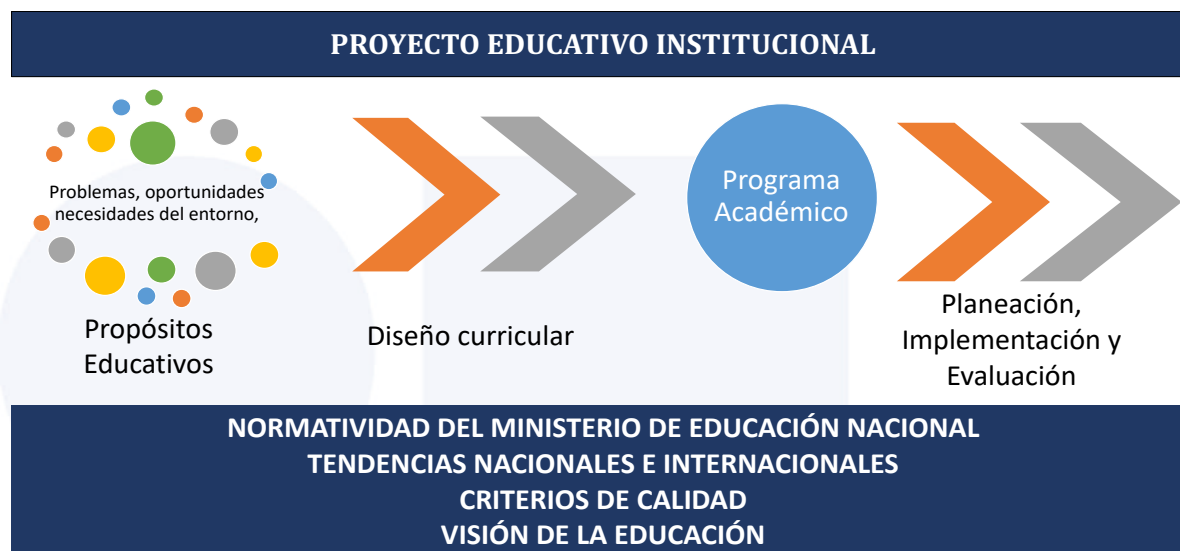 PROYECTO EDUCATIVO INSTITUCIONAL
Problemas, oportunidades
necesidades del entorno,
Propósitos
Educativos
Diseño curricular
Programa
Académico
Planeación,
Implementación y
Evaluación
NORMATIVIDAD DEL MINISTERIO DE EDUCACIÓN NACIONAL
TENDENCIAS NACIONALES E INTERNACIONALES
CRITERIOS DE CALIDAD
VISIÓN DE LA EDUCACIÓN